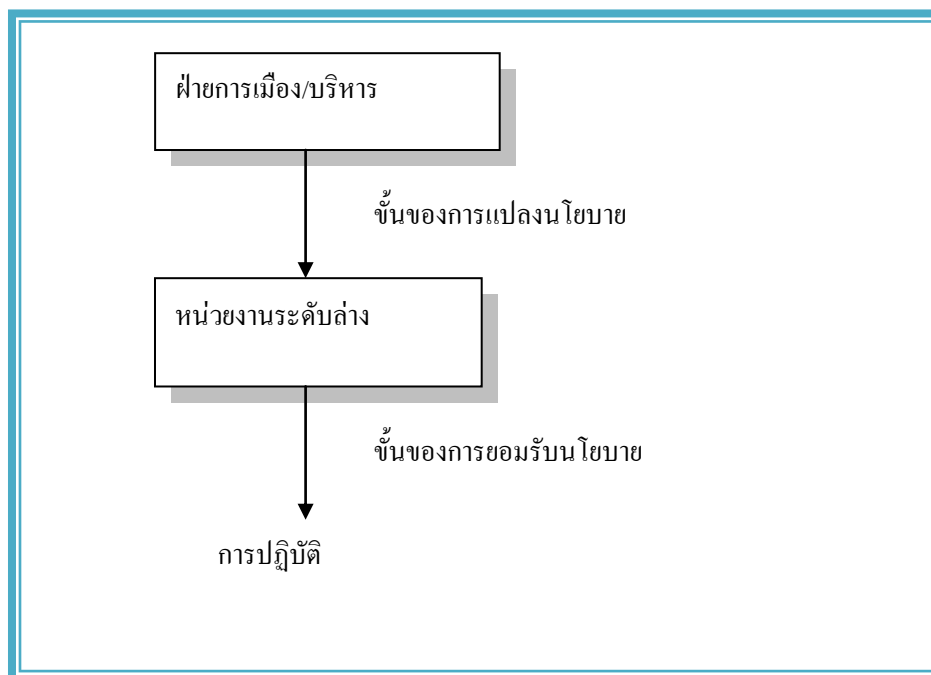 ฝ่ายการเมือง/บริหาร
ขั้นของการแปลงนโยบาย
หน่วยงานระดับล่าง
ขั้นของการยอมรับนโยบาย
การปฏิบัติ